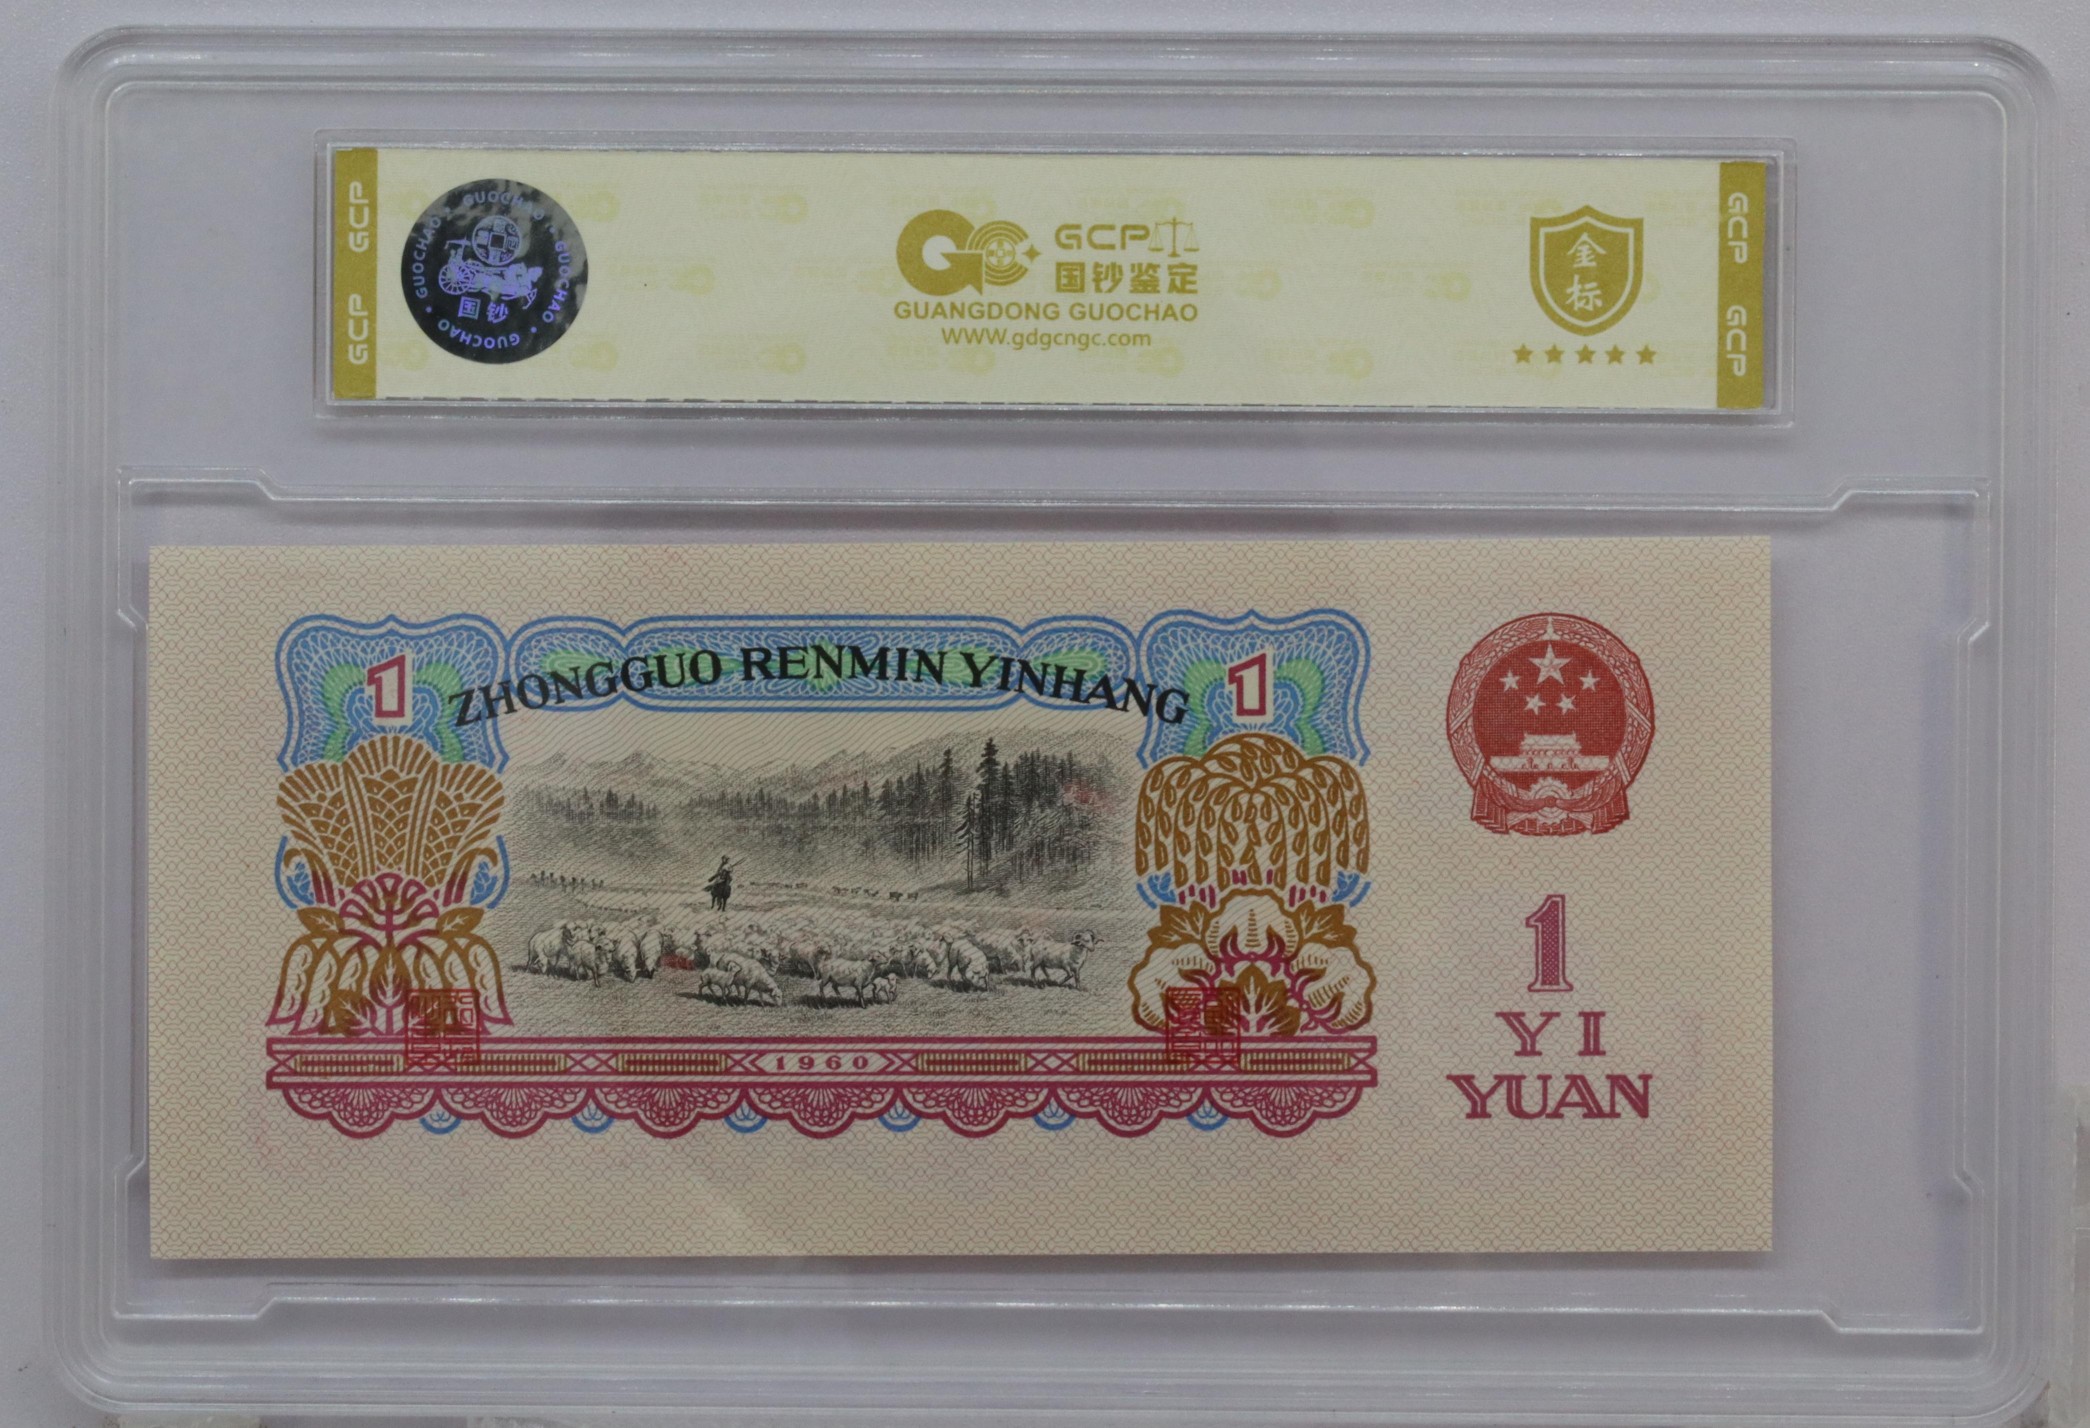 GCP GCP
GUOCHAO · GUOCHAO · GUOCHAO · GUOCHAO
国 钞
GCP
国钞鉴定
GUANGDONG GUOCHAO
WWW.gdgcngc.com
金
标
GCP GCP
1
ZHONGGUO RENMIN YINHANG
1
1960
1
YI
YUAN